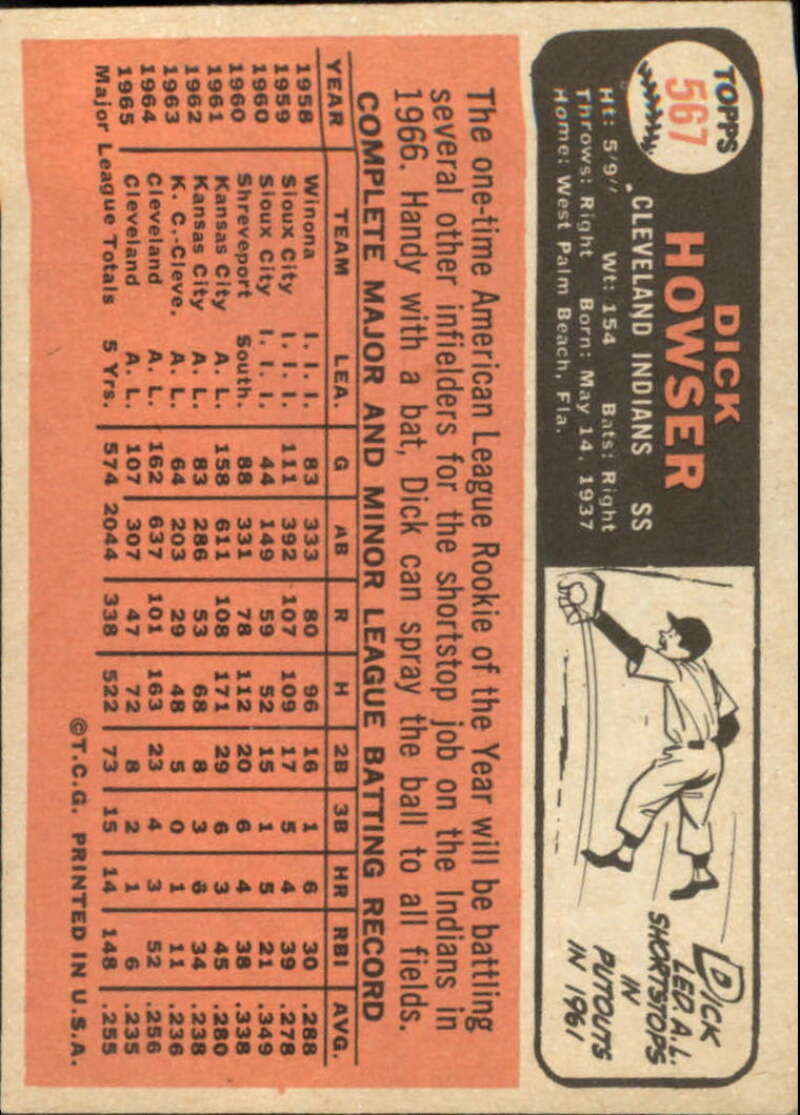 TOPPS
567
DICK
HOWSER
CLEVELAND INDIANS SS
Ht: 5'9" Wt: 154 Bats: Right
Throws: Right Born: May 14, 1937
Home: West Palm Beach, Fla.
DICK
LED A.L.
SHORTSTOPS
IN
PUTOUTS
IN 1961
The one-time American League Rookie of the Year will be battling
several other infielders for the shortstop job on the Indians in
1966. Handy with a bat, Dick can spray the ball to all fields.
COMPLETE MAJOR AND MINOR LEAGUE BATTING RECORD
YEAR TEAM LEA. G AB R H 2B 3B HR RBI AVG.
1958 Winona I. I. I. 83 333 80 96 16 1 6 30 .288
1959 Sioux City I. I. I. 111 392 107 109 17 5 4 39 .278
1960 Sioux City I. I. I. 44 149 59 52 15 1 5 21 .349
1960 Shreveport South. 88 331 78 112 20 6 4 38 .338
1961 Kansas City A. L. 158 611 108 171 29 6 3 45 .280
1962 Kansas City A. L. 83 286 53 68 8 3 6 34 .238
1963 K. C.-Cleve. A. L. 64 203 29 48 5 0 1 11 .236
1964 Cleveland A. L. 162 637 101 163 23 4 3 52 .256
1965 Cleveland A. L. 107 307 47 72 8 2 1 6 .235
Major League Totals 5 Yrs. 574 2044 338 522 73 15 14 148 .255
©T.C.G. PRINTED IN U.S.A.